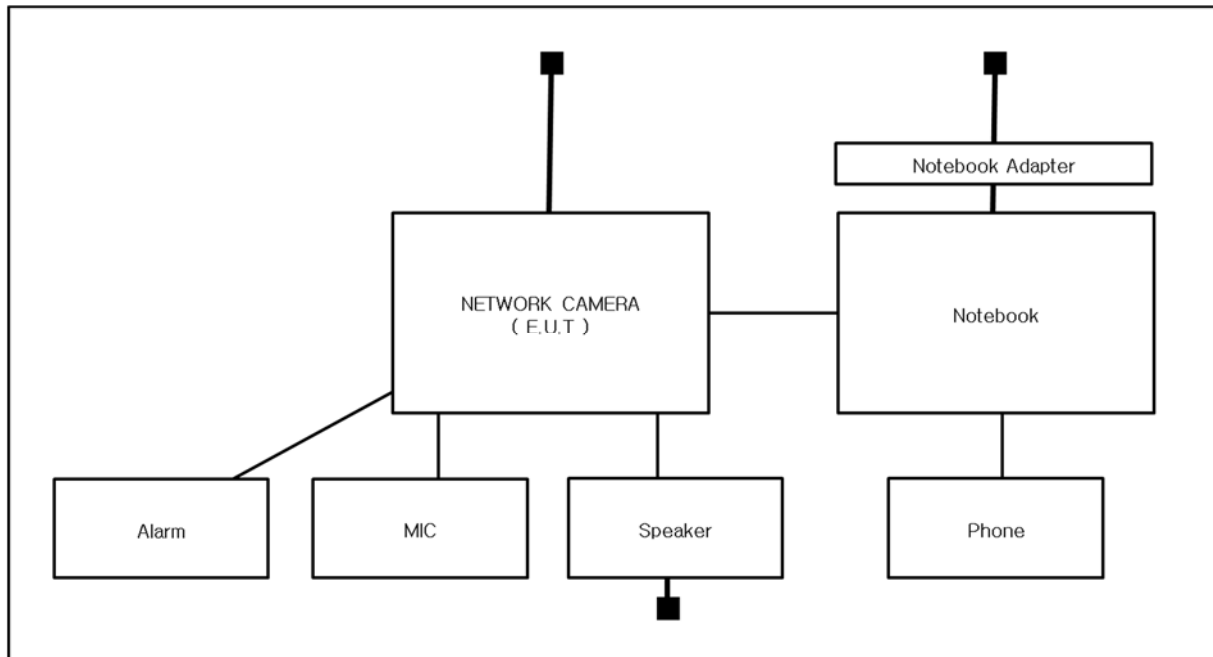 Notebook Adapter
NETWORK CAMERA
( E.U.T )
Notebook
Alarm
MIC
Speaker
Phone